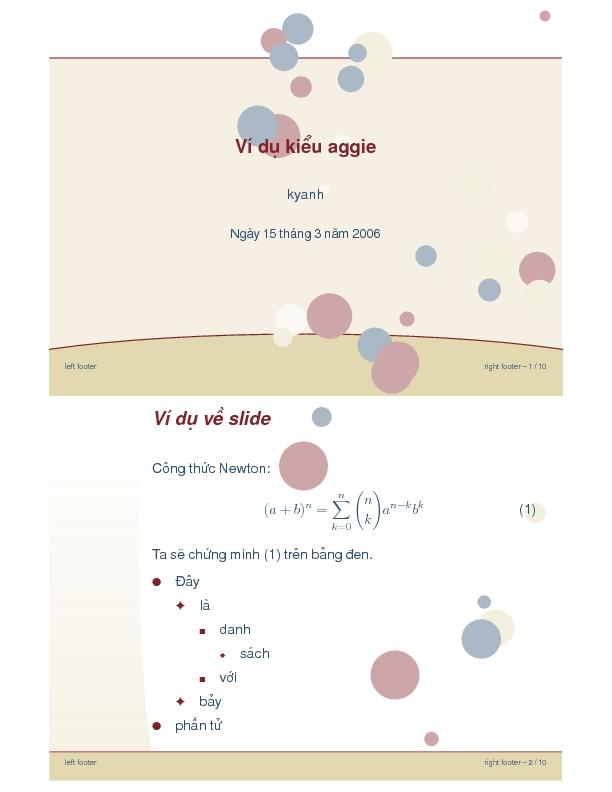 Ví dụ kiểu aggie
kyanh
Ngày 15 tháng 3 năm 2006
left footer
right footer – 1 / 10
Ví dụ về slide
Công thức Newton:
(a + b)^n = \sum_{k=0}^{n} \binom{n}{k} a^{n−k} b^k (1)
Ta sẽ chứng minh (1) trên bảng đen.
● Đây
✦ là
■ danh
◆ sách
■ với
✦ bảy
● phần tử
left footer
right footer – 2 / 10